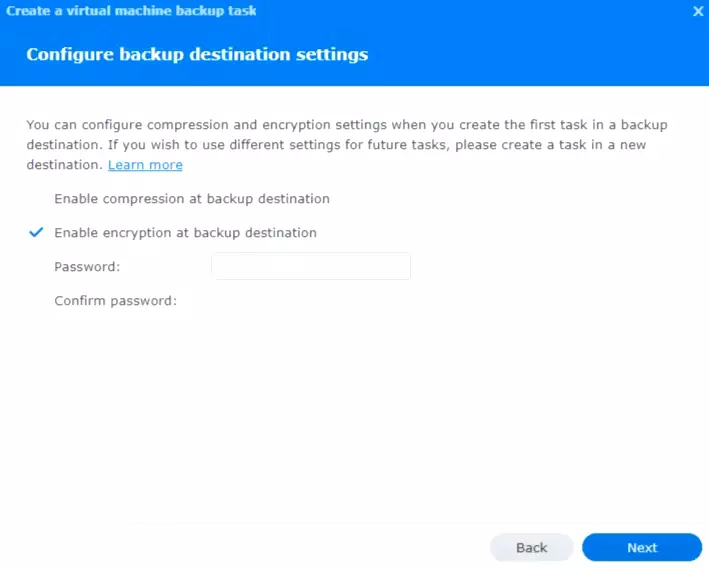 Create a virtual machine backup task
X
Configure backup destination settings
You can configure compression and encryption settings when you create the first task in a backup
destination. If you wish to use different settings for future tasks, please create a task in a new
destination. Learn more
Enable compression at backup destination
Enable encryption at backup destination
Password:
Confirm password:
Back
Next